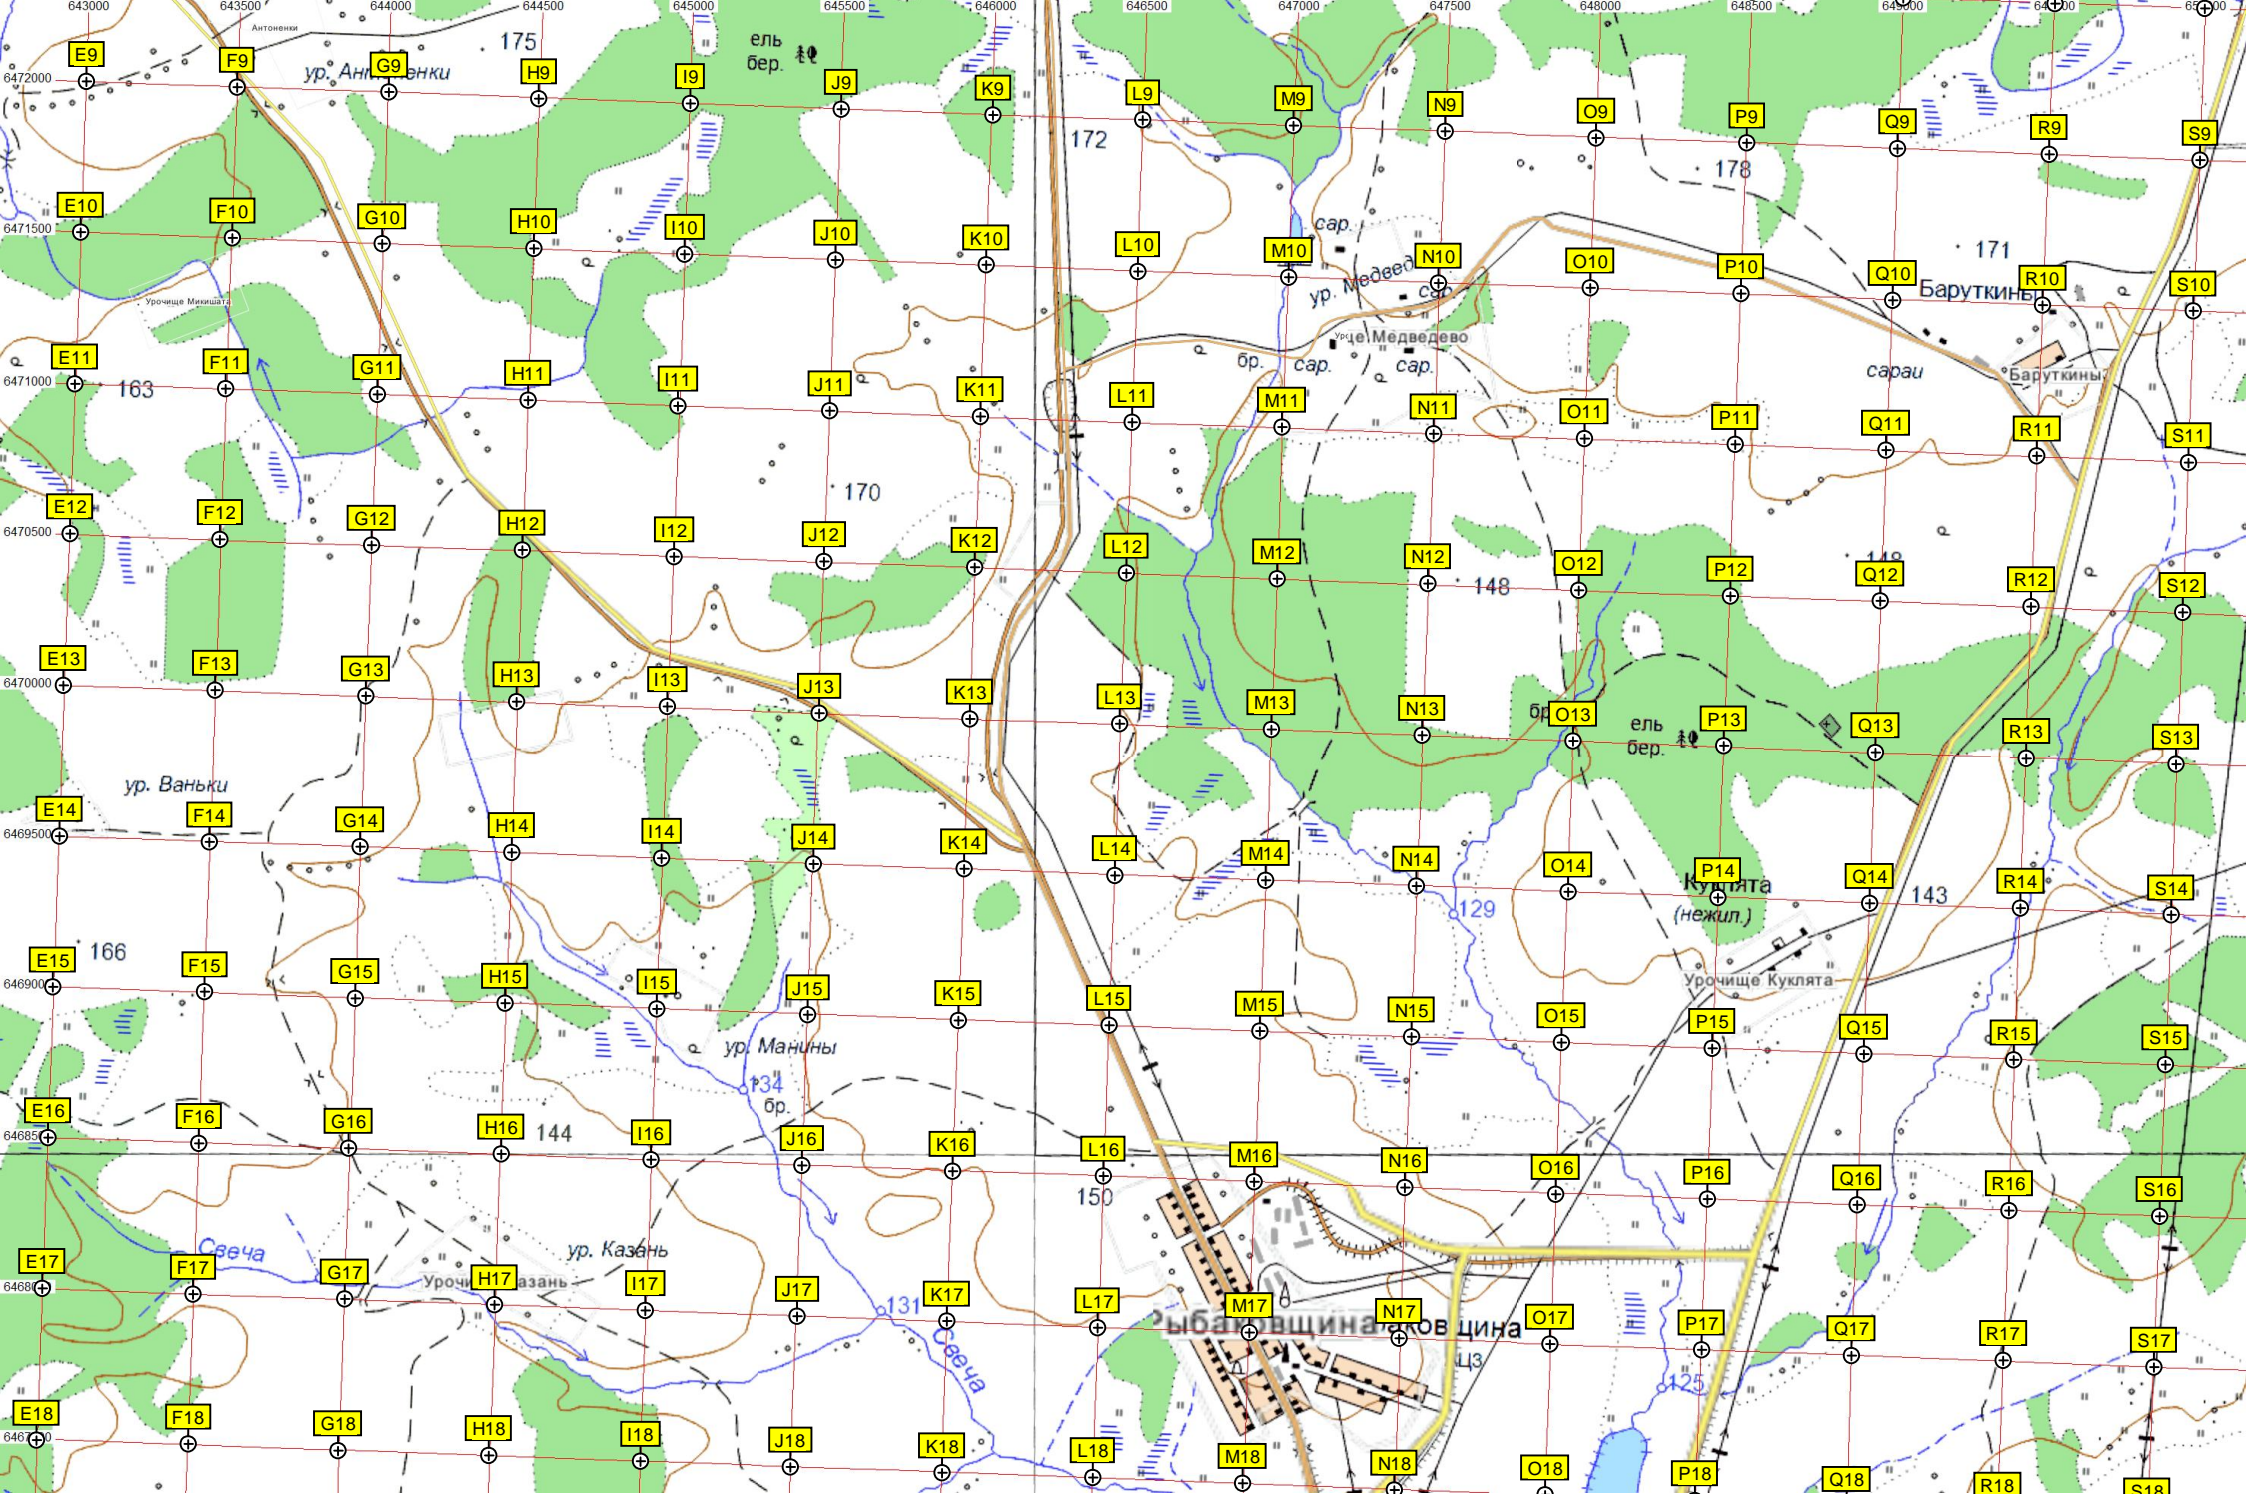 643000 643500 644000 644500 645000 645500 646000 646500 647000 647500 648000 648500 649000
Антоненки
175
ель
бер.
E9 F9 G9 H9 I9 J9 K9 L9 M9 N9 O9 P9 Q9 R9 S9
6472000
172
178
E10 F10 G10 H10 I10 J10 K10 L10 M10 N10 O10 P10 Q10 R10 S10
6471500
сар.
171
ур. Медвед
сар.
Баруткины
Урочище Микишата
Медведево
бр. сар. сар.
сараи
Баруткины
E11 F11 G11 H11 I11 J11 K11 L11 M11 N11 O11 P11 Q11 R11 S11
6471000
163
170
E12 F12 G12 H12 I12 J12 K12 L12 M12 N12 O12 P12 Q12 R12 S12
6470500
148
148
E13 F13 G13 H13 I13 J13 K13 L13 M13 N13 O13 P13 Q13 R13 S13
6470000
бр.
ель
бер.
ур. Ваньки
E14 F14 G14 H14 I14 J14 K14 L14 M14 N14 O14 P14 Q14 R14 S14
6469500
Куклята
(нежил.)
143
129
166
E15 F15 G15 H15 I15 J15 K15 L15 M15 N15 O15 P15 Q15 R15 S15
Урочище Куклята
ур. Манины
134
бр.
E16 F16 G16 H16 I16 J16 K16 L16 M16 N16 O16 P16 Q16 R16 S16
144
150
Свеча
ур. Казань
E17 F17 G17 H17 I17 J17 K17 L17 M17 N17 O17 P17 Q17 R17 S17
131
Свеча
125
E18 F18 G18 H18 I18 J18 K18 L18 M18 N18 O18 P18 Q18 R18 S18